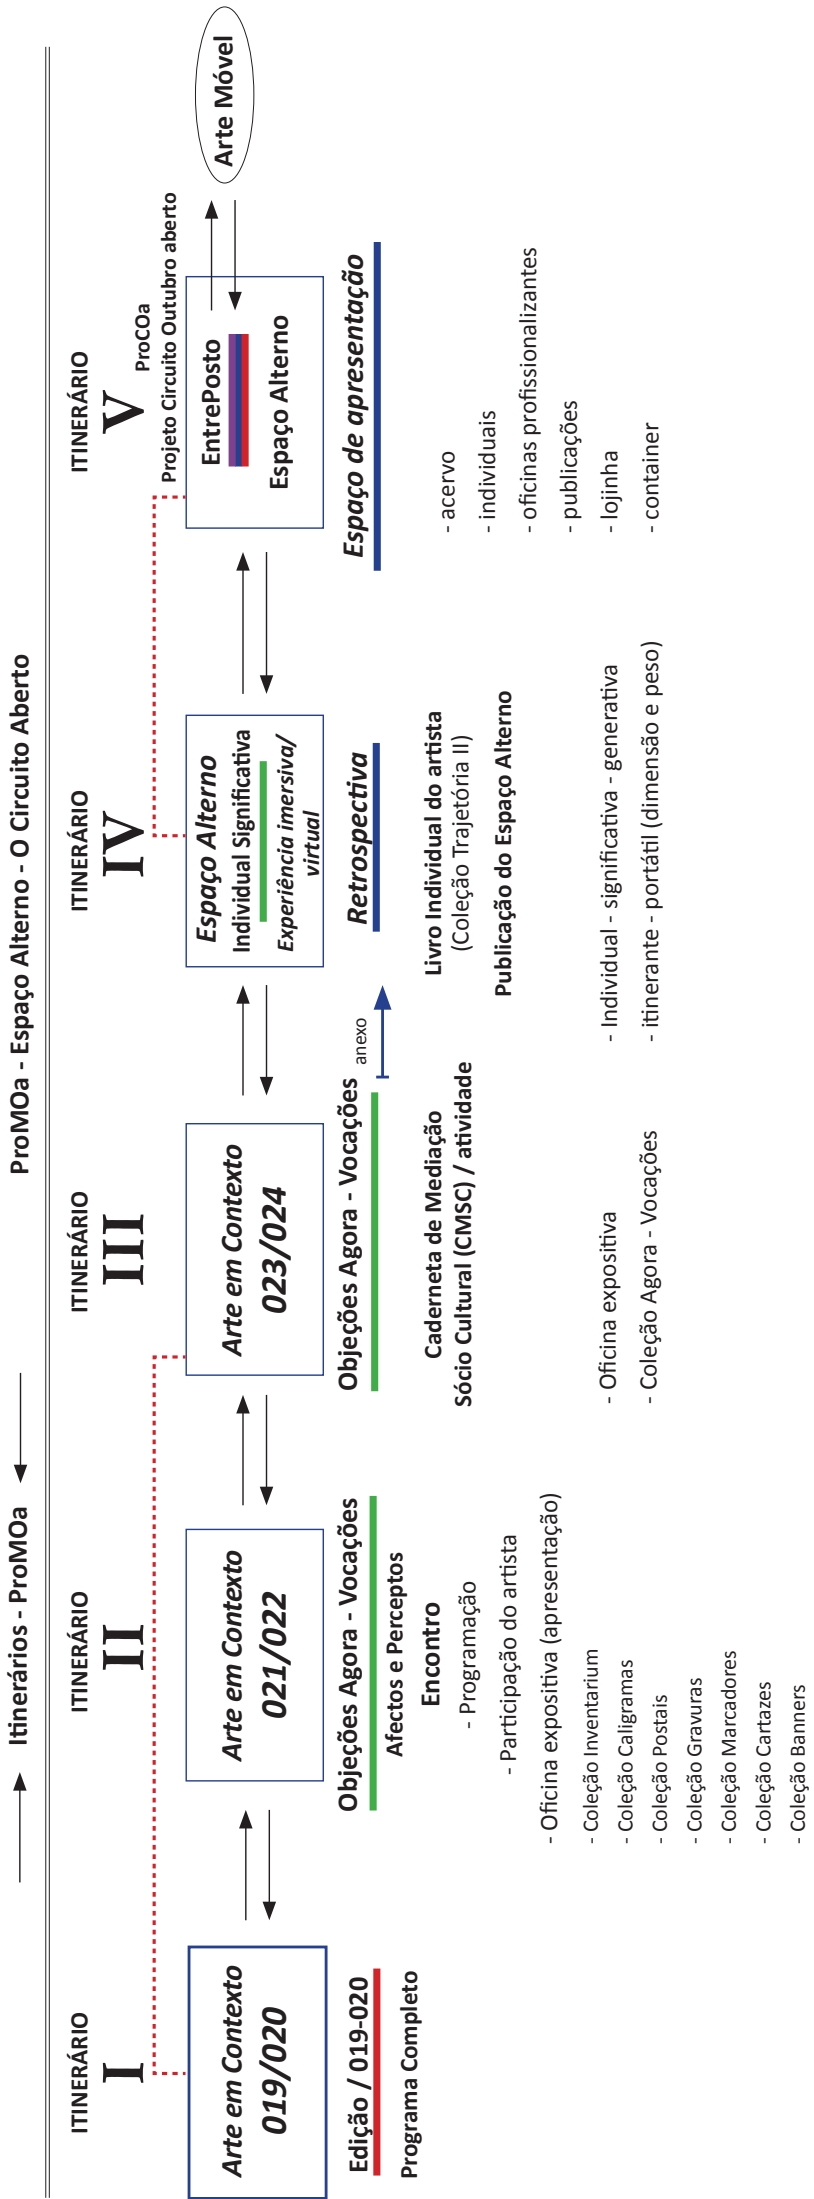 Itinerários - ProMOa
ProMOa - Espaço Alterno - O Circuito Aberto
ITINERÁRIO
I
Arte em Contexto
019/020
Edição / 019-020
Programa Completo
ITINERÁRIO
II
Arte em Contexto
021/022
Objeções Agora - Vocações
Afectos e Perceptos
Encontro
- Programação
- Participação do artista
- Oficina expositiva (apresentação)
- Coleção Inventarium
- Coleção Caligramas
- Coleção Postais
- Coleção Gravuras
- Coleção Marcadores
- Coleção Cartazes
- Coleção Banners
ITINERÁRIO
III
Arte em Contexto
023/024
Objeções Agora - Vocações
anexo
Caderneta de Mediação
Sócio Cultural (CMSC) / atividade
- Oficina expositiva
- Coleção Agora - Vocações
ITINERÁRIO
IV
Espaço Alterno
Individual Significativa
Experiência imersiva/
virtual
Retrospectiva
Livro Individual do artista
(Coleção Trajetória II)
Publicação do Espaço Alterno
- Individual - significativa - generativa
- itinerante - portátil (dimensão e peso)
ITINERÁRIO
V
ProCOa
Projeto Circuito Outubro aberto
EntrePosto
Espaço Alterno
Espaço de apresentação
- acervo
- individuais
- oficinas profissionalizantes
- publicações
- lojinha
- container
Arte Móvel